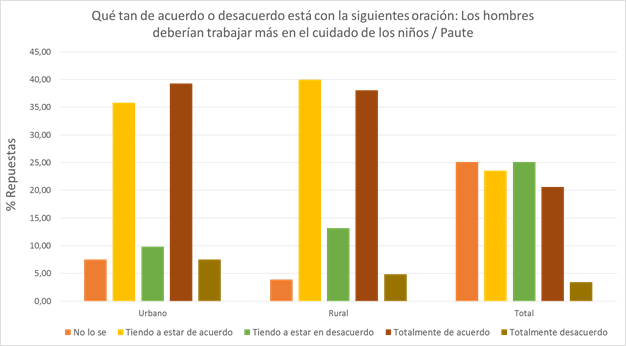 Qué tan de acuerdo o desacuerdo está con la siguientes oración: Los hombres
deberían trabajar más en el cuidado de los niños / Paute
45,00
40,00
35,00
30,00
25,00
20,00
15,00
10,00
5,00
0,00
% Repuestas
Urbano Rural Total
No lo se Tiendo a estar de acuerdo Tiendo a estar en desacuerdo Totalmente de acuerdo Totalmente desacuerdo